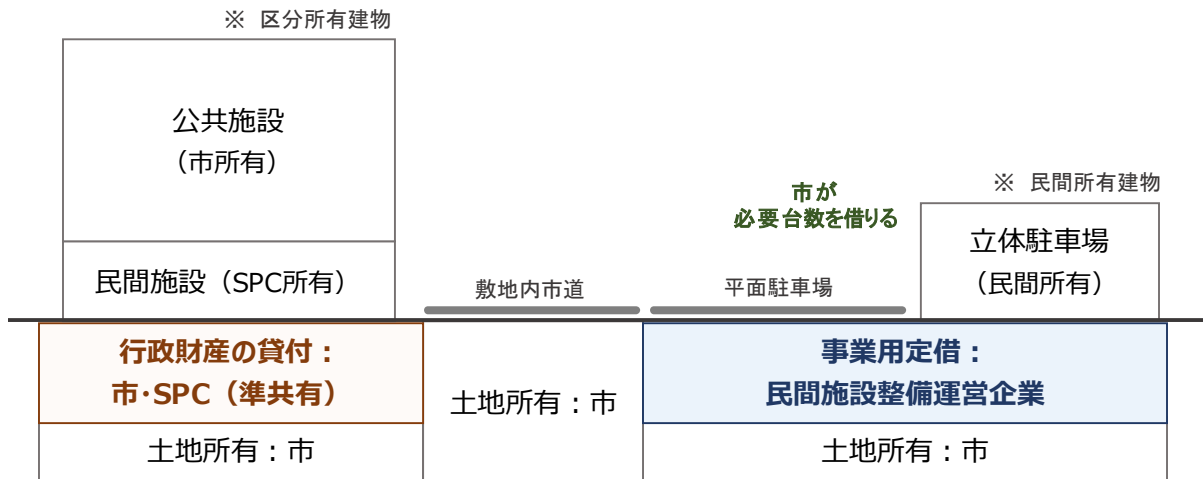 ※ 区分所有建物
公共施設
（市所有）
民間施設（SPC所有）
敷地内市道
市が
必要台数を借りる
平面駐車場
※ 民間所有建物
立体駐車場
（民間所有）
行政財産の貸付：
市･SPC（準共有）
土地所有：市
土地所有：市
事業用定借：
民間施設整備運営企業
土地所有：市